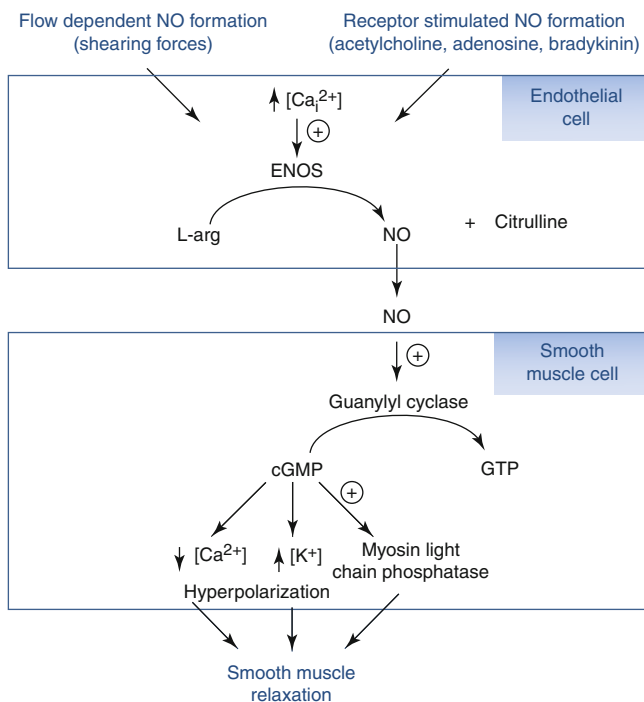 Flow dependent NO formation
(shearing forces)
Receptor stimulated NO formation
(acetylcholine, adenosine, bradykinin)
[Caᵢ²⁺]
+
Endothelial
cell
ENOS
L-arg
NO
+ Citrulline
NO
+
Smooth
muscle cell
Guanylyl cyclase
cGMP
GTP
+
[Ca²⁺]
[K⁺]
Hyperpolarization
Myosin light
chain phosphatase
Smooth muscle
relaxation